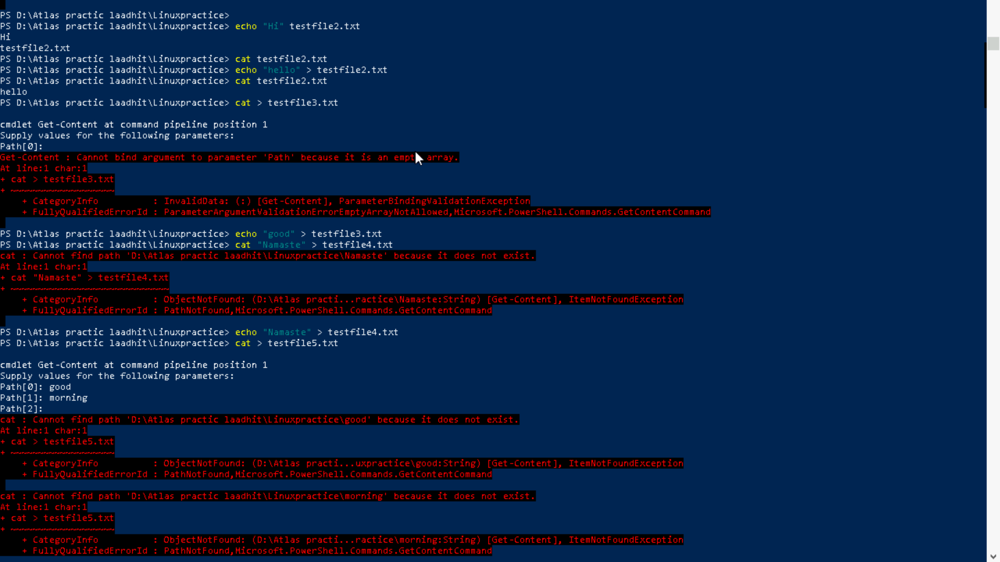 PS D:\Atlas practic laadhit\Linuxpractice>
PS D:\Atlas practic laadhit\Linuxpractice> echo "Hi" testfile2.txt
Hi
testfile2.txt
PS D:\Atlas practic laadhit\Linuxpractice> cat testfile2.txt
PS D:\Atlas practic laadhit\Linuxpractice> echo "hello" > testfile2.txt
PS D:\Atlas practic laadhit\Linuxpractice> cat testfile2.txt
hello
PS D:\Atlas practic laadhit\Linuxpractice> cat > testfile3.txt
cmdlet Get-Content at command pipeline position 1
Supply values for the following parameters:
Path[0]:
Get-Content : Cannot bind argument to parameter 'Path' because it is an empty array.
At line:1 char:1
+ cat > testfile3.txt
+ ~~~~~~~~~~~~~~~~~~~
    + CategoryInfo          : InvalidData: (:) [Get-Content], ParameterBindingValidationException
    + FullyQualifiedErrorId : ParameterArgumentValidationErrorEmptyArrayNotAllowed,Microsoft.PowerShell.Commands.GetContentCommand
PS D:\Atlas practic laadhit\Linuxpractice> echo "good" > testfile3.txt
PS D:\Atlas practic laadhit\Linuxpractice> cat "Namaste" > testfile4.txt
cat : Cannot find path 'D:\Atlas practic laadhit\Linuxpractice\Namaste' because it does not exist.
At line:1 char:1
+ cat "Namaste" > testfile4.txt
+ ~~~~~~~~~~~~~~~~~~~~~~~~~~~~~
    + CategoryInfo          : ObjectNotFound: (D:\Atlas practi...ractice\Namaste:String) [Get-Content], ItemNotFoundException
    + FullyQualifiedErrorId : PathNotFound,Microsoft.PowerShell.Commands.GetContentCommand
PS D:\Atlas practic laadhit\Linuxpractice> echo "Namaste" > testfile4.txt
PS D:\Atlas practic laadhit\Linuxpractice> cat > testfile5.txt
cmdlet Get-Content at command pipeline position 1
Supply values for the following parameters:
Path[0]: good
Path[1]: morning
Path[2]:
cat : Cannot find path 'D:\Atlas practic laadhit\Linuxpractice\good' because it does not exist.
At line:1 char:1
+ cat > testfile5.txt
+ ~~~~~~~~~~~~~~~~~~~
    + CategoryInfo          : ObjectNotFound: (D:\Atlas practi...uxpractice\good:String) [Get-Content], ItemNotFoundException
    + FullyQualifiedErrorId : PathNotFound,Microsoft.PowerShell.Commands.GetContentCommand
cat : Cannot find path 'D:\Atlas practic laadhit\Linuxpractice\morning' because it does not exist.
At line:1 char:1
+ cat > testfile5.txt
+ ~~~~~~~~~~~~~~~~~~~
    + CategoryInfo          : ObjectNotFound: (D:\Atlas practi...ractice\morning:String) [Get-Content], ItemNotFoundException
    + FullyQualifiedErrorId : PathNotFound,Microsoft.PowerShell.Commands.GetContentCommand